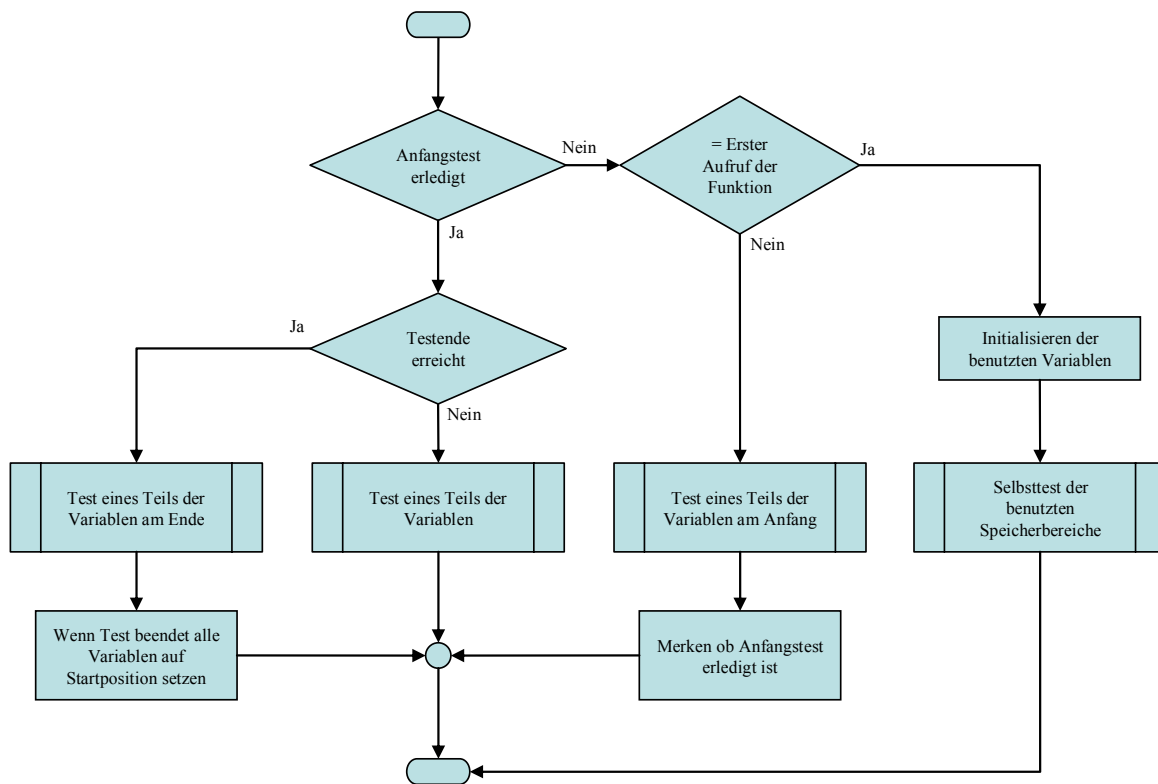 Anfangstest
erledigt
Nein
= Erster
Aufruf der
Funktion
Ja
Ja
Nein
Ja
Testende
erreicht
Nein
Initialisieren der
benutzten Variablen
Test eines Teils der
Variablen am Ende
Test eines Teils der
Variablen
Test eines Teils der
Variablen am Anfang
Selbsttest der
benutzten
Speicherbereiche
Wenn Test beendet alle
Variablen auf
Startposition setzen
Merken ob Anfangstest
erledigt ist